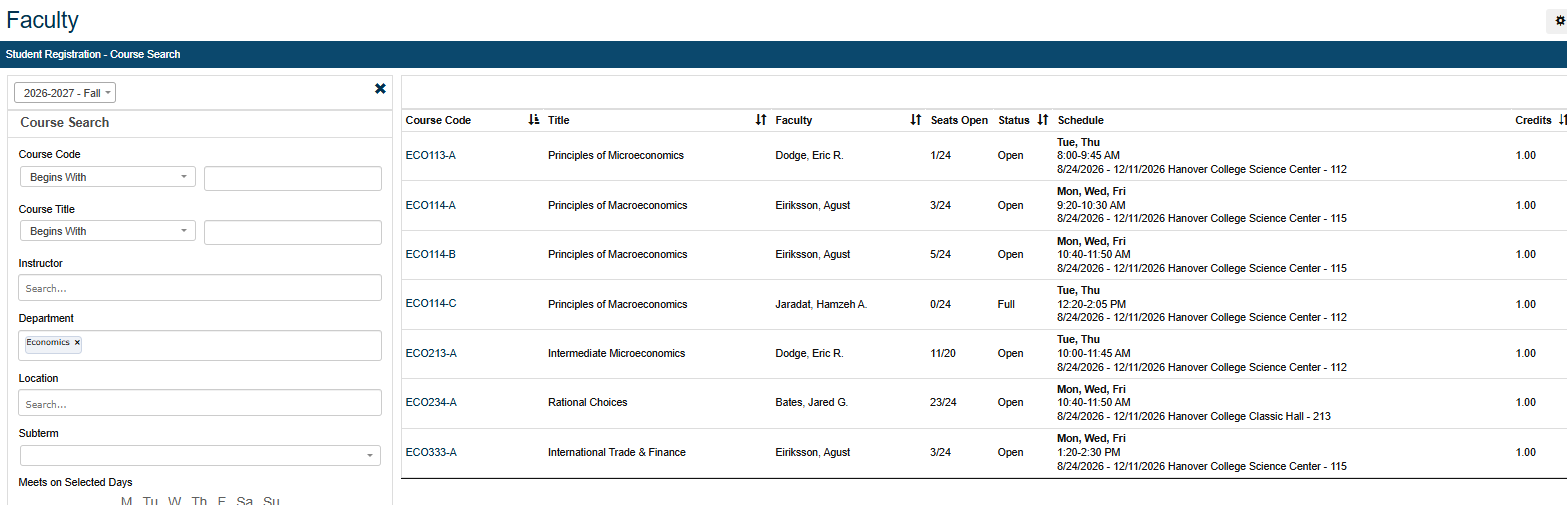 Faculty
Student Registration - Course Search
2026-2027 - Fall
Course Search
Course Code
Begins With
Course Title
Begins With
Instructor
Search...
Department
Economics ×
Location
Search...
Subterm
Meets on Selected Days
M Tu W Th F Sa Su
Course Code Title Faculty Seats Open Status Schedule Credits
ECO113-A Principles of Microeconomics Dodge, Eric R. 1/24 Open Tue, Thu 1.00
8:00-9:45 AM
8/24/2026 - 12/11/2026 Hanover College Science Center - 112
ECO114-A Principles of Macroeconomics Eiriksson, Agust 3/24 Open Mon, Wed, Fri 1.00
9:20-10:30 AM
8/24/2026 - 12/11/2026 Hanover College Science Center - 115
ECO114-B Principles of Macroeconomics Eiriksson, Agust 5/24 Open Mon, Wed, Fri 1.00
10:40-11:50 AM
8/24/2026 - 12/11/2026 Hanover College Science Center - 115
ECO114-C Principles of Macroeconomics Jaradat, Hamzeh A. 0/24 Full Tue, Thu 1.00
12:20-2:05 PM
8/24/2026 - 12/11/2026 Hanover College Science Center - 112
ECO213-A Intermediate Microeconomics Dodge, Eric R. 11/20 Open Tue, Thu 1.00
10:00-11:45 AM
8/24/2026 - 12/11/2026 Hanover College Science Center - 112
ECO234-A Rational Choices Bates, Jared G. 23/24 Open Mon, Wed, Fri 1.00
10:40-11:50 AM
8/24/2026 - 12/11/2026 Hanover College Classic Hall - 213
ECO333-A International Trade & Finance Eiriksson, Agust 3/24 Open Mon, Wed, Fri 1.00
1:20-2:30 PM
8/24/2026 - 12/11/2026 Hanover College Science Center - 115